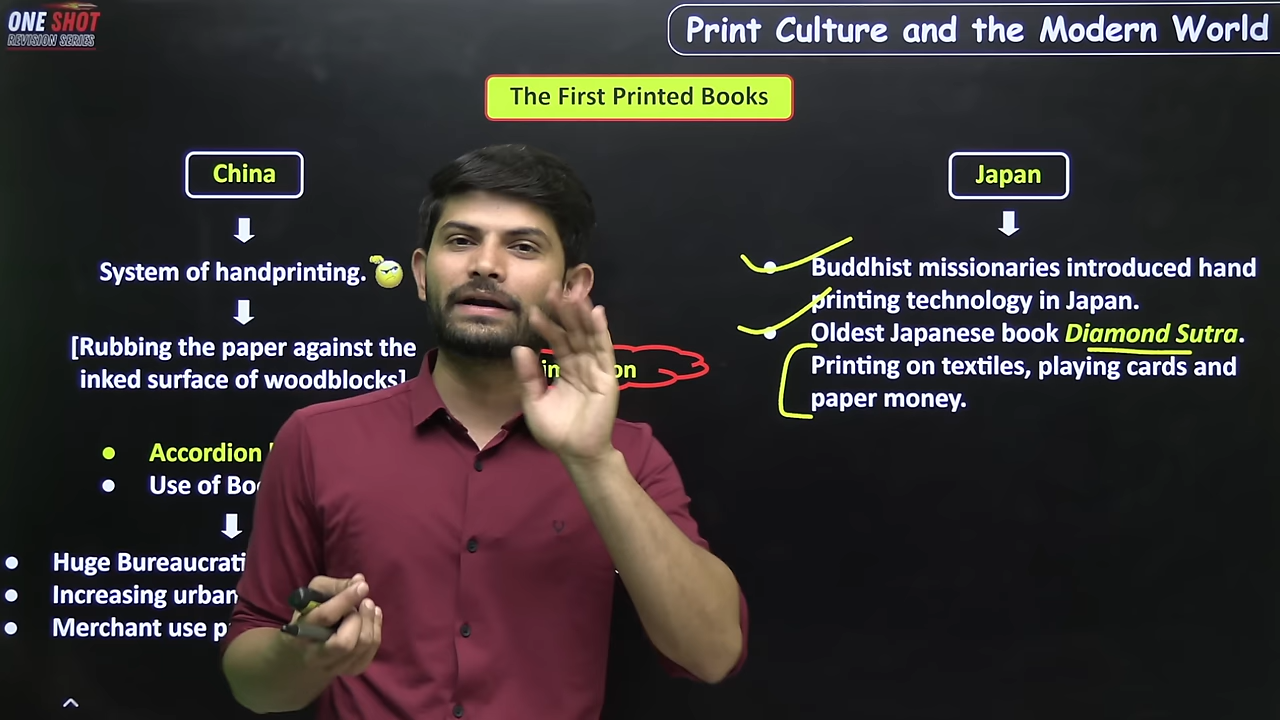 ONE SHOT
REVISION SERIES
Print Culture and the Modern World
The First Printed Books
China
System of handprinting.
[Rubbing the paper against the
inked surface of woodblocks]
Accordion
Use of
Huge
Increasing
Merchant use
Japan
Buddhist missionaries introduced hand
printing technology in Japan.
Oldest Japanese book Diamond Sutra.
Printing on textiles, playing cards and
paper money.